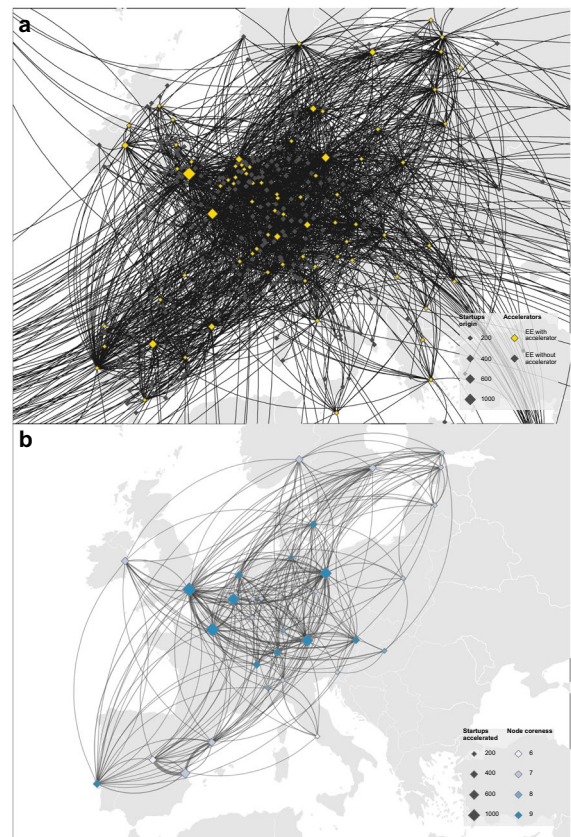 a
Startups origin
Accelerators
200
EE with accelerator
400
EE without accelerator
600
1000
b
Startups accelerated
Node coreness
200
6
400
7
600
8
1000
9